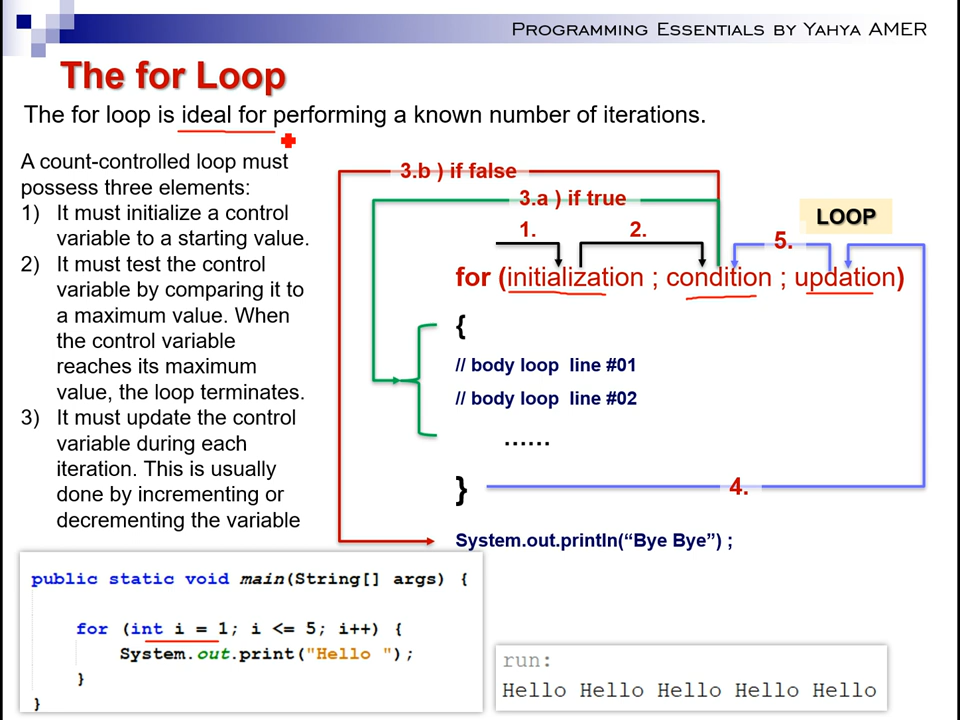 PROGRAMMING ESSENTIALS BY YAHYA AMER
The for Loop
The for loop is ideal for performing a known number of iterations.
A count-controlled loop must
possess three elements:
1) It must initialize a control
variable to a starting value.
2) It must test the control
variable by comparing it to
a maximum value. When
the control variable
reaches its maximum
value, the loop terminates.
3) It must update the control
variable during each
iteration. This is usually
done by incrementing or
decrementing the variable
3.b ) if false
3.a ) if true
LOOP
1. 2. 5.
for (initialization ; condition ; updation)
{
// body loop line #01
// body loop line #02
……
} 4.
System.out.println(“Bye Bye”) ;
public static void main(String[] args) {
for (int i = 1; i <= 5; i++) {
System.out.print("Hello ");
}
}
run:
Hello Hello Hello Hello Hello